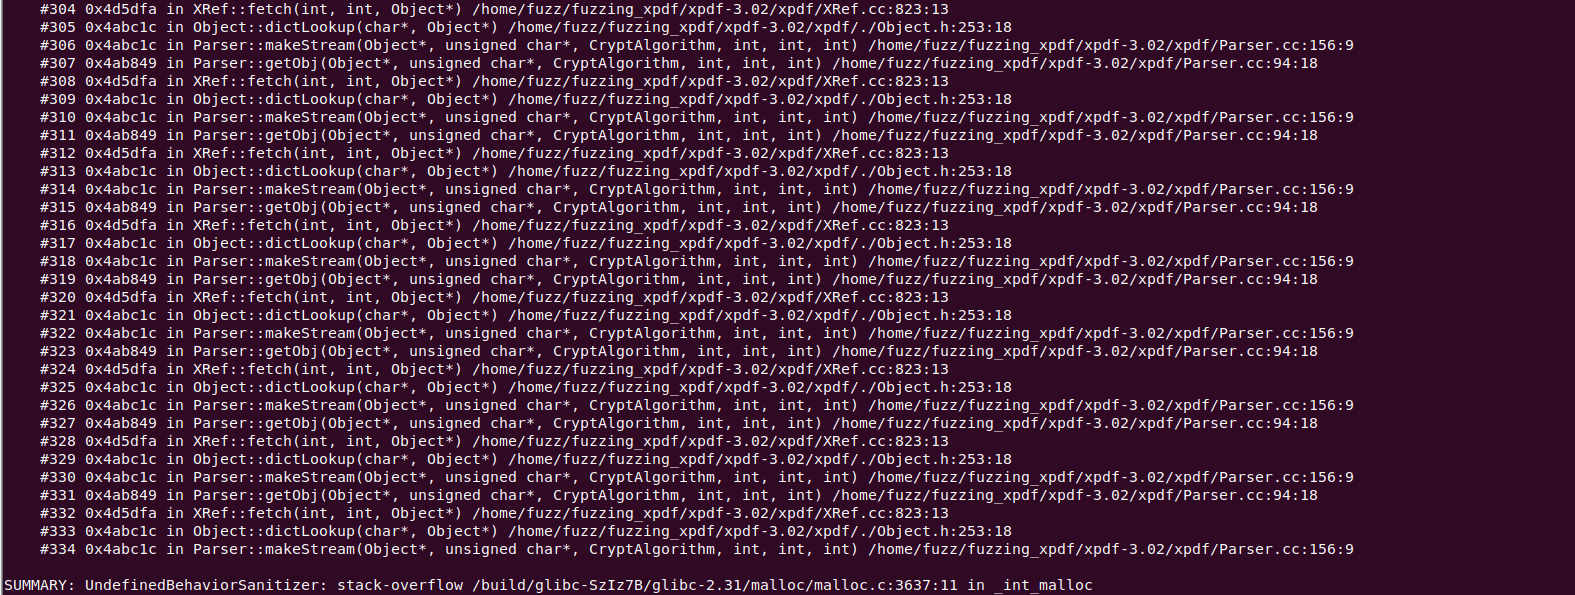 #304 0x4d5dfa in XRef::fetch(int, int, Object*) /home/fuzz/fuzzing_xpdf/xpdf-3.02/xpdf/XRef.cc:823:13
#305 0x4abc1c in Object::dictLookup(char*, Object*) /home/fuzz/fuzzing_xpdf/xpdf-3.02/xpdf/./Object.h:253:18
#306 0x4abc1c in Parser::makeStream(Object*, unsigned char*, CryptAlgorithm, int, int, int) /home/fuzz/fuzzing_xpdf/xpdf-3.02/xpdf/Parser.cc:156:9
#307 0x4ab849 in Parser::getObj(Object*, unsigned char*, CryptAlgorithm, int, int, int) /home/fuzz/fuzzing_xpdf/xpdf-3.02/xpdf/Parser.cc:94:18
#308 0x4d5dfa in XRef::fetch(int, int, Object*) /home/fuzz/fuzzing_xpdf/xpdf-3.02/xpdf/XRef.cc:823:13
#309 0x4abc1c in Object::dictLookup(char*, Object*) /home/fuzz/fuzzing_xpdf/xpdf-3.02/xpdf/./Object.h:253:18
#310 0x4abc1c in Parser::makeStream(Object*, unsigned char*, CryptAlgorithm, int, int, int) /home/fuzz/fuzzing_xpdf/xpdf-3.02/xpdf/Parser.cc:156:9
#311 0x4ab849 in Parser::getObj(Object*, unsigned char*, CryptAlgorithm, int, int, int) /home/fuzz/fuzzing_xpdf/xpdf-3.02/xpdf/Parser.cc:94:18
#312 0x4d5dfa in XRef::fetch(int, int, Object*) /home/fuzz/fuzzing_xpdf/xpdf-3.02/xpdf/XRef.cc:823:13
#313 0x4abc1c in Object::dictLookup(char*, Object*) /home/fuzz/fuzzing_xpdf/xpdf-3.02/xpdf/./Object.h:253:18
#314 0x4abc1c in Parser::makeStream(Object*, unsigned char*, CryptAlgorithm, int, int, int) /home/fuzz/fuzzing_xpdf/xpdf-3.02/xpdf/Parser.cc:156:9
#315 0x4ab849 in Parser::getObj(Object*, unsigned char*, CryptAlgorithm, int, int, int) /home/fuzz/fuzzing_xpdf/xpdf-3.02/xpdf/Parser.cc:94:18
#316 0x4d5dfa in XRef::fetch(int, int, Object*) /home/fuzz/fuzzing_xpdf/xpdf-3.02/xpdf/XRef.cc:823:13
#317 0x4abc1c in Object::dictLookup(char*, Object*) /home/fuzz/fuzzing_xpdf/xpdf-3.02/xpdf/./Object.h:253:18
#318 0x4abc1c in Parser::makeStream(Object*, unsigned char*, CryptAlgorithm, int, int, int) /home/fuzz/fuzzing_xpdf/xpdf-3.02/xpdf/Parser.cc:156:9
#319 0x4ab849 in Parser::getObj(Object*, unsigned char*, CryptAlgorithm, int, int, int) /home/fuzz/fuzzing_xpdf/xpdf-3.02/xpdf/Parser.cc:94:18
#320 0x4d5dfa in XRef::fetch(int, int, Object*) /home/fuzz/fuzzing_xpdf/xpdf-3.02/xpdf/XRef.cc:823:13
#321 0x4abc1c in Object::dictLookup(char*, Object*) /home/fuzz/fuzzing_xpdf/xpdf-3.02/xpdf/./Object.h:253:18
#322 0x4abc1c in Parser::makeStream(Object*, unsigned char*, CryptAlgorithm, int, int, int) /home/fuzz/fuzzing_xpdf/xpdf-3.02/xpdf/Parser.cc:156:9
#323 0x4ab849 in Parser::getObj(Object*, unsigned char*, CryptAlgorithm, int, int, int) /home/fuzz/fuzzing_xpdf/xpdf-3.02/xpdf/Parser.cc:94:18
#324 0x4d5dfa in XRef::fetch(int, int, Object*) /home/fuzz/fuzzing_xpdf/xpdf-3.02/xpdf/XRef.cc:823:13
#325 0x4abc1c in Object::dictLookup(char*, Object*) /home/fuzz/fuzzing_xpdf/xpdf-3.02/xpdf/./Object.h:253:18
#326 0x4abc1c in Parser::makeStream(Object*, unsigned char*, CryptAlgorithm, int, int, int) /home/fuzz/fuzzing_xpdf/xpdf-3.02/xpdf/Parser.cc:156:9
#327 0x4ab849 in Parser::getObj(Object*, unsigned char*, CryptAlgorithm, int, int, int) /home/fuzz/fuzzing_xpdf/xpdf-3.02/xpdf/Parser.cc:94:18
#328 0x4d5dfa in XRef::fetch(int, int, Object*) /home/fuzz/fuzzing_xpdf/xpdf-3.02/xpdf/XRef.cc:823:13
#329 0x4abc1c in Object::dictLookup(char*, Object*) /home/fuzz/fuzzing_xpdf/xpdf-3.02/xpdf/./Object.h:253:18
#330 0x4abc1c in Parser::makeStream(Object*, unsigned char*, CryptAlgorithm, int, int, int) /home/fuzz/fuzzing_xpdf/xpdf-3.02/xpdf/Parser.cc:156:9
#331 0x4ab849 in Parser::getObj(Object*, unsigned char*, CryptAlgorithm, int, int, int) /home/fuzz/fuzzing_xpdf/xpdf-3.02/xpdf/Parser.cc:94:18
#332 0x4d5dfa in XRef::fetch(int, int, Object*) /home/fuzz/fuzzing_xpdf/xpdf-3.02/xpdf/XRef.cc:823:13
#333 0x4abc1c in Object::dictLookup(char*, Object*) /home/fuzz/fuzzing_xpdf/xpdf-3.02/xpdf/./Object.h:253:18
#334 0x4abc1c in Parser::makeStream(Object*, unsigned char*, CryptAlgorithm, int, int, int) /home/fuzz/fuzzing_xpdf/xpdf-3.02/xpdf/Parser.cc:156:9
SUMMARY: UndefinedBehaviorSanitizer: stack-overflow /build/glibc-SzIz7B/glibc-2.31/malloc/malloc.c:3637:11 in _int_malloc